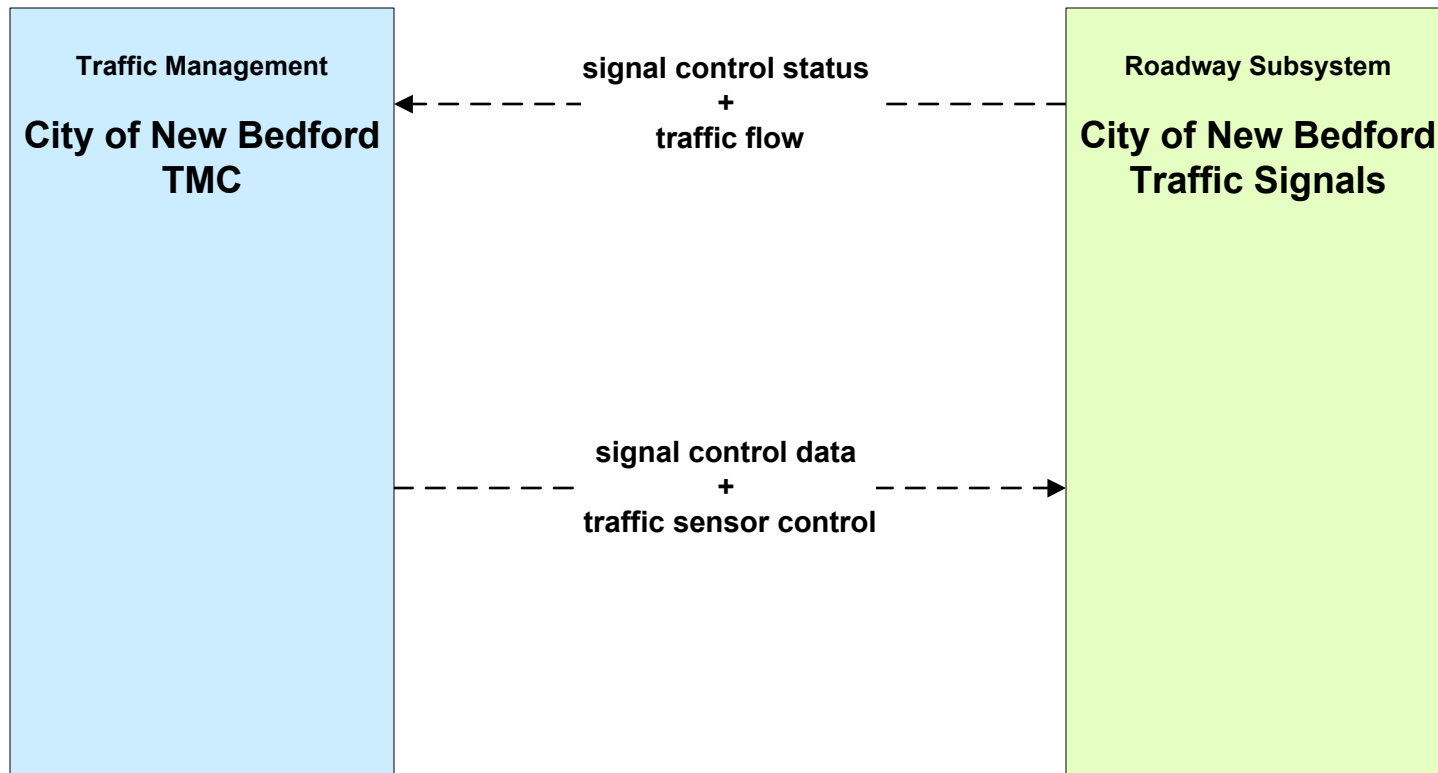 Traffic Management
City of New Bedford
TMC
signal control status
+
traffic flow
Roadway Subsystem
City of New Bedford
Traffic Signals
signal control data
+
traffic sensor control